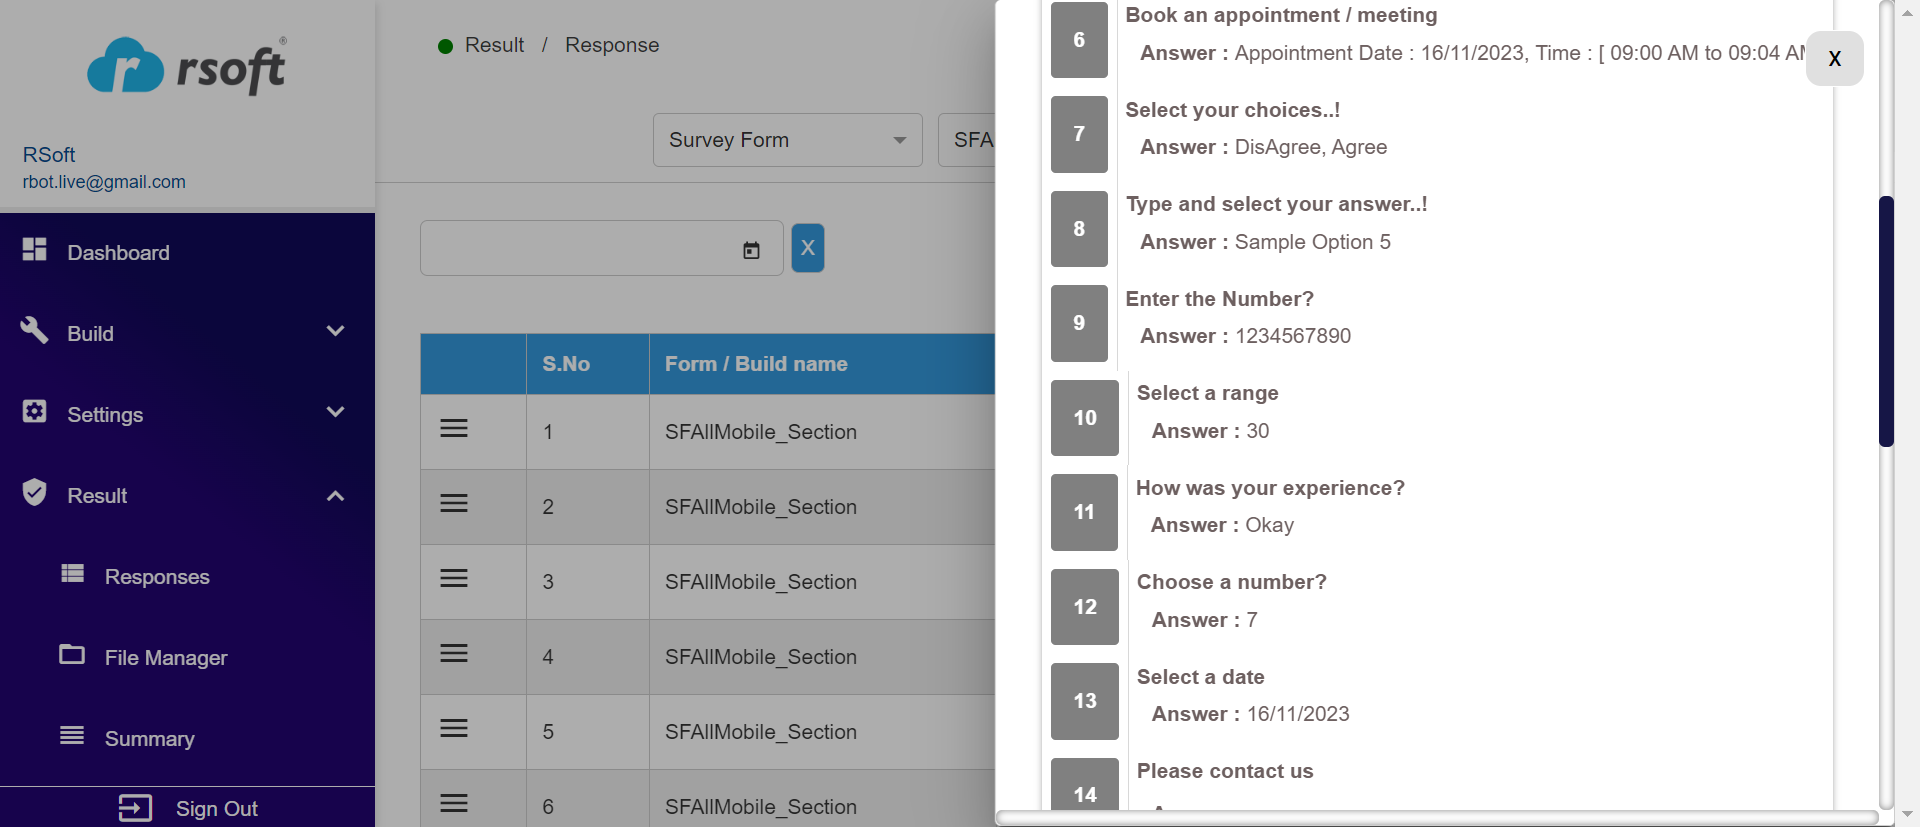 rsoft®
RSoft
rbot.live@gmail.com
Dashboard
Build
Settings
Result
Responses
File Manager
Summary
Sign Out
Result / Response
Survey Form
SFA
X
S.No
Form / Build name
1
SFAllMobile_Section
2
SFAllMobile_Section
3
SFAllMobile_Section
4
SFAllMobile_Section
5
SFAllMobile_Section
6
SFAllMobile_Section
X
6
Book an appointment / meeting
Answer : Appointment Date : 16/11/2023, Time : [ 09:00 AM to 09:04 AM
7
Select your choices..!
Answer : DisAgree, Agree
8
Type and select your answer..!
Answer : Sample Option 5
9
Enter the Number?
Answer : 1234567890
10
Select a range
Answer : 30
11
How was your experience?
Answer : Okay
12
Choose a number?
Answer : 7
13
Select a date
Answer : 16/11/2023
14
Please contact us